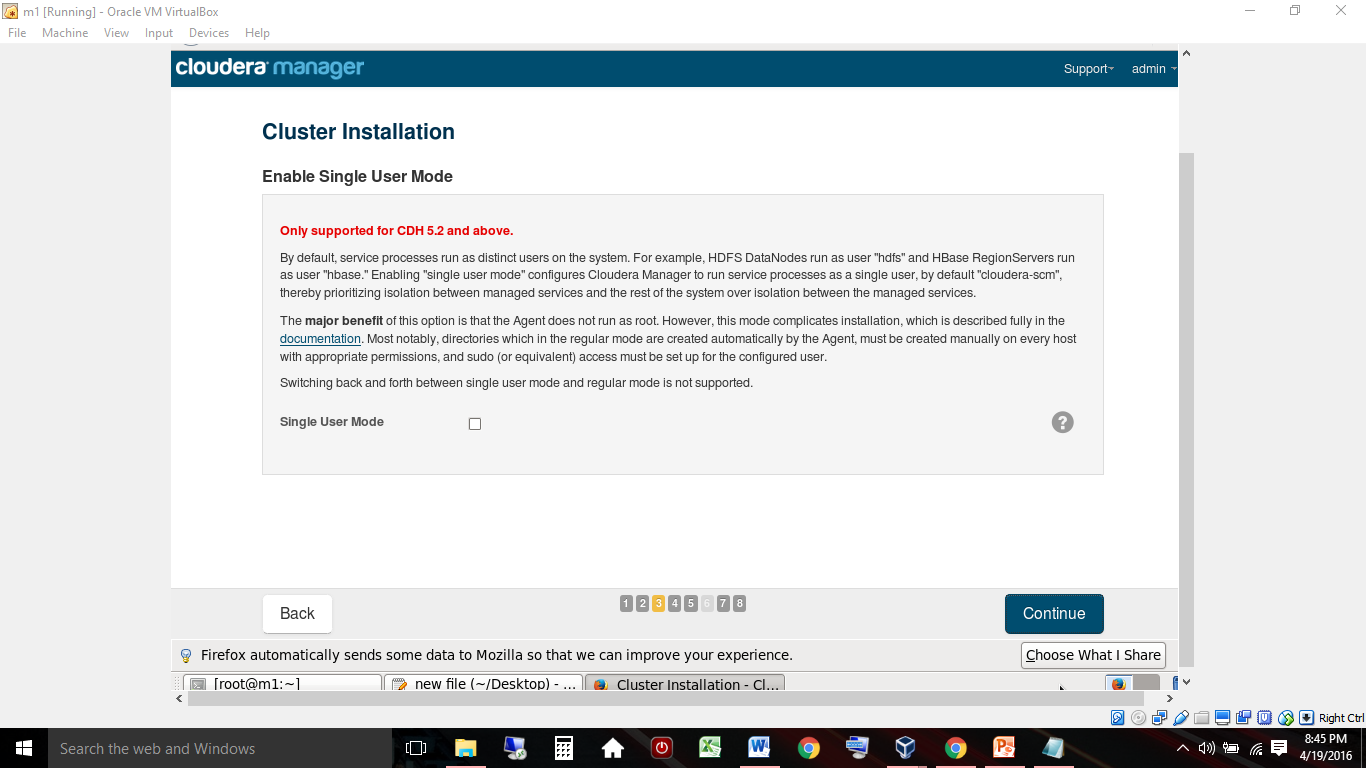 m1 [Running] - Oracle VM VirtualBox
File Machine View Input Devices Help
cloudera manager
Support admin
Cluster Installation
Enable Single User Mode
Only supported for CDH 5.2 and above.
By default, service processes run as distinct users on the system. For example, HDFS DataNodes run as user "hdfs" and HBase RegionServers run
as user "hbase." Enabling "single user mode" configures Cloudera Manager to run service processes as a single user, by default "cloudera-scm",
thereby prioritizing isolation between managed services and the rest of the system over isolation between the managed services.
The major benefit of this option is that the Agent does not run as root. However, this mode complicates installation, which is described fully in the
documentation. Most notably, directories which in the regular mode are created automatically by the Agent, must be created manually on every host
with appropriate permissions, and sudo (or equivalent) access must be set up for the configured user.
Switching back and forth between single user mode and regular mode is not supported.
Single User Mode ?
Back 1 2 3 4 5 6 7 8 Continue
Firefox automatically sends some data to Mozilla so that we can improve your experience. Choose What I Share
[root@m1:~] new file (~/Desktop) - ... Cluster Installation - Cl...
Right Ctrl
Search the web and Windows
8:45 PM
4/19/2016